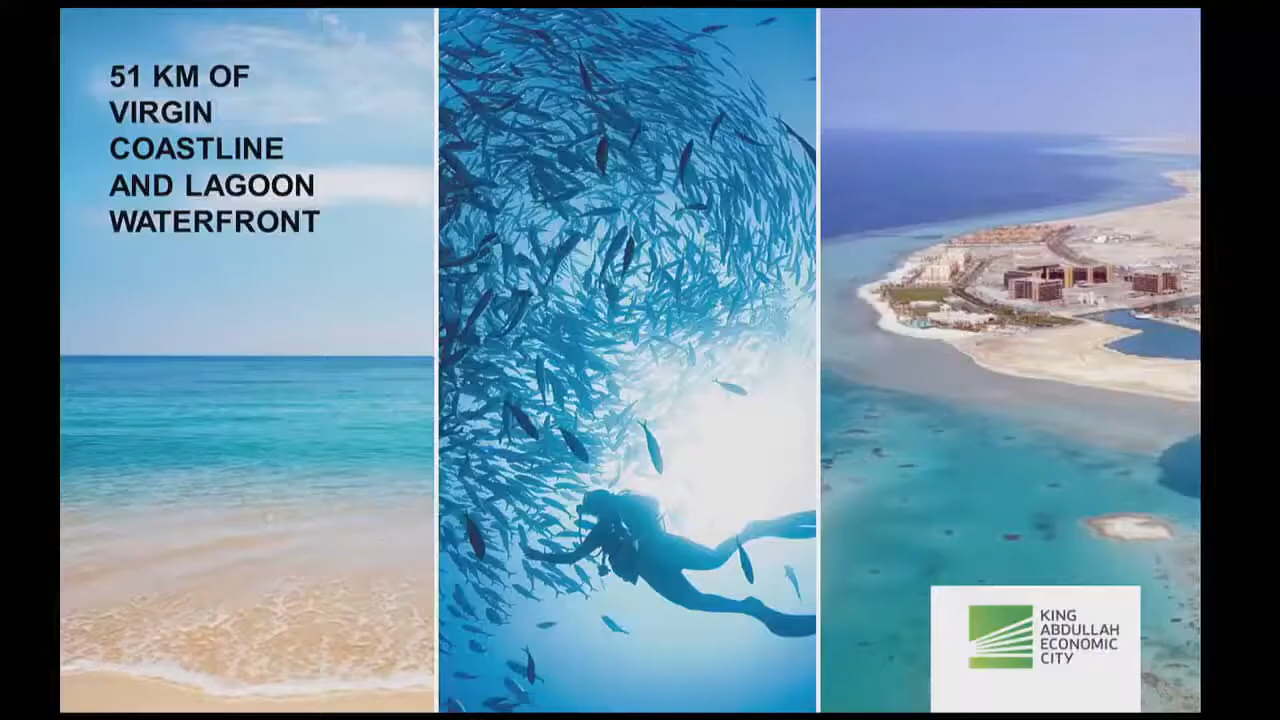 51 KM OF
VIRGIN
COASTLINE
AND LAGOON
WATERFRONT
KING
ABDULLAH
ECONOMIC
CITY